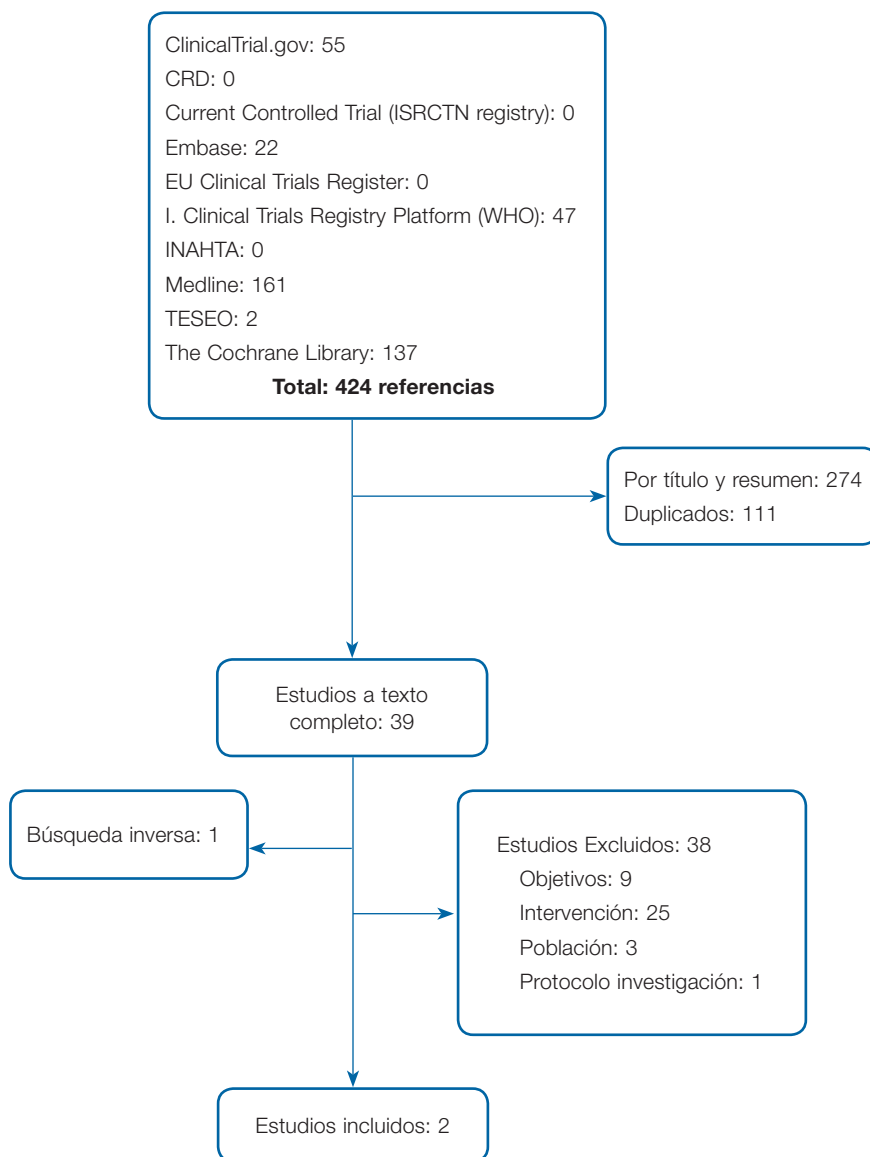 ClinicalTrial.gov: 55
CRD: 0
Current Controlled Trial (ISRCTN registry): 0
Embase: 22
EU Clinical Trials Register: 0
I. Clinical Trials Registry Platform (WHO): 47
INAHTA: 0
Medline: 161
TESEO: 2
The Cochrane Library: 137
Total: 424 referencias
Por título y resumen: 274
Duplicados: 111
Estudios a texto
completo: 39
Búsqueda inversa: 1
Estudios Excluidos: 38
Objetivos: 9
Intervención: 25
Población: 3
Protocolo investigación: 1
Estudios incluidos: 2